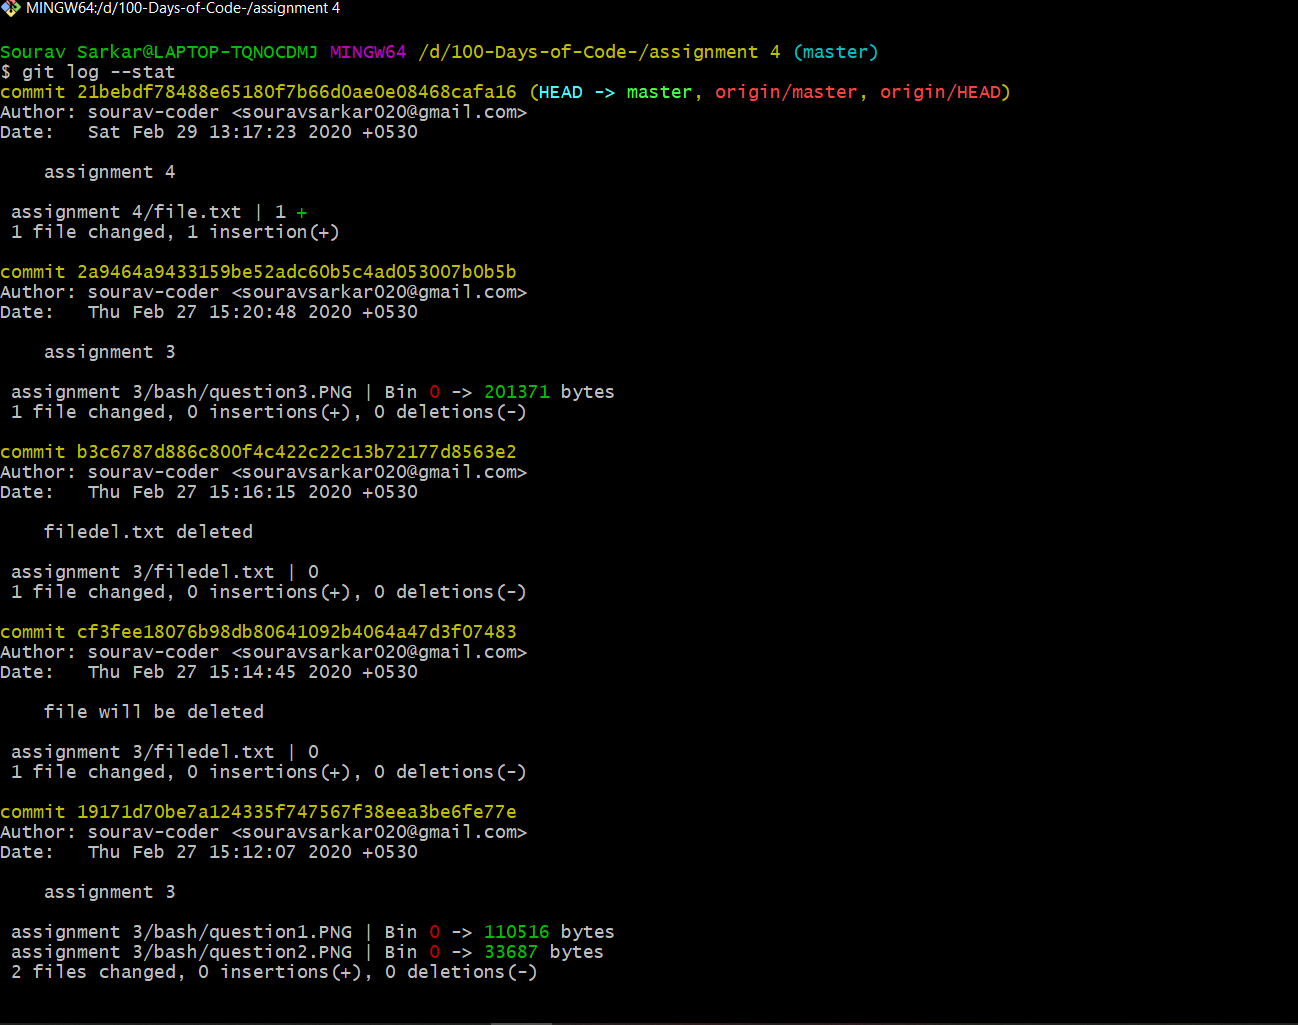 MINGW64:/d/100-Days-of-Code-/assignment 4
Sourav Sarkar@LAPTOP-TQNOCDMJ MINGW64 /d/100-Days-of-Code-/assignment 4 (master)
$ git log --stat
commit 21bebdf78488e65180f7b66d0ae0e08468cafa16 (HEAD -> master, origin/master, origin/HEAD)
Author: sourav-coder <souravsarkar020@gmail.com>
Date:   Sat Feb 29 13:17:23 2020 +0530
    assignment 4
 assignment 4/file.txt | 1 +
 1 file changed, 1 insertion(+)
commit 2a9464a9433159be52adc60b5c4ad053007b0b5b
Author: sourav-coder <souravsarkar020@gmail.com>
Date:   Thu Feb 27 15:20:48 2020 +0530
    assignment 3
 assignment 3/bash/question3.PNG | Bin 0 -> 201371 bytes
 1 file changed, 0 insertions(+), 0 deletions(-)
commit b3c6787d886c800f4c422c22c13b72177d8563e2
Author: sourav-coder <souravsarkar020@gmail.com>
Date:   Thu Feb 27 15:16:15 2020 +0530
    filedel.txt deleted
 assignment 3/filedel.txt | 0
 1 file changed, 0 insertions(+), 0 deletions(-)
commit cf3fee18076b98db80641092b4064a47d3f07483
Author: sourav-coder <souravsarkar020@gmail.com>
Date:   Thu Feb 27 15:14:45 2020 +0530
    file will be deleted
 assignment 3/filedel.txt | 0
 1 file changed, 0 insertions(+), 0 deletions(-)
commit 19171d70be7a124335f747567f38eea3be6fe77e
Author: sourav-coder <souravsarkar020@gmail.com>
Date:   Thu Feb 27 15:12:07 2020 +0530
    assignment 3
 assignment 3/bash/question1.PNG | Bin 0 -> 110516 bytes
 assignment 3/bash/question2.PNG | Bin 0 -> 33687 bytes
 2 files changed, 0 insertions(+), 0 deletions(-)